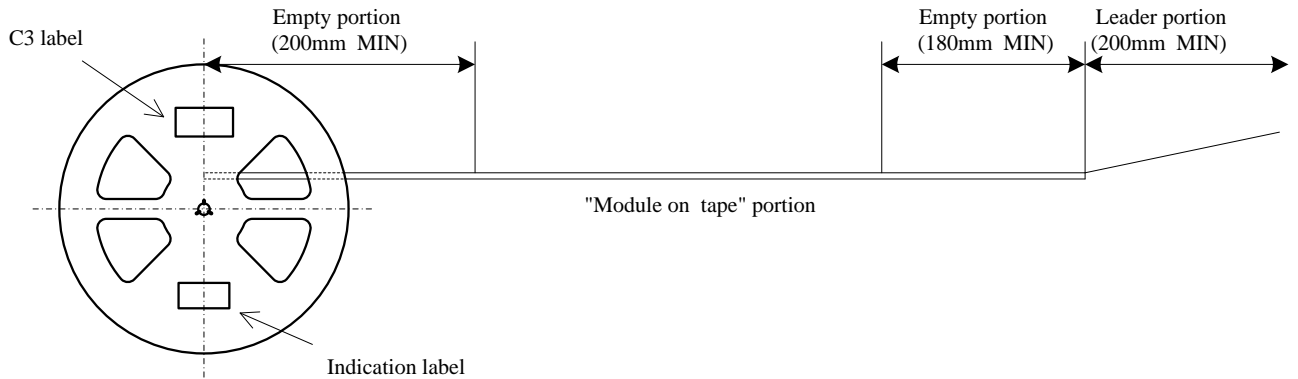 Empty portion
(200mm MIN)
Empty portion
(180mm MIN)
Leader portion
(200mm MIN)
C3 label
"Module on tape" portion
Indication label